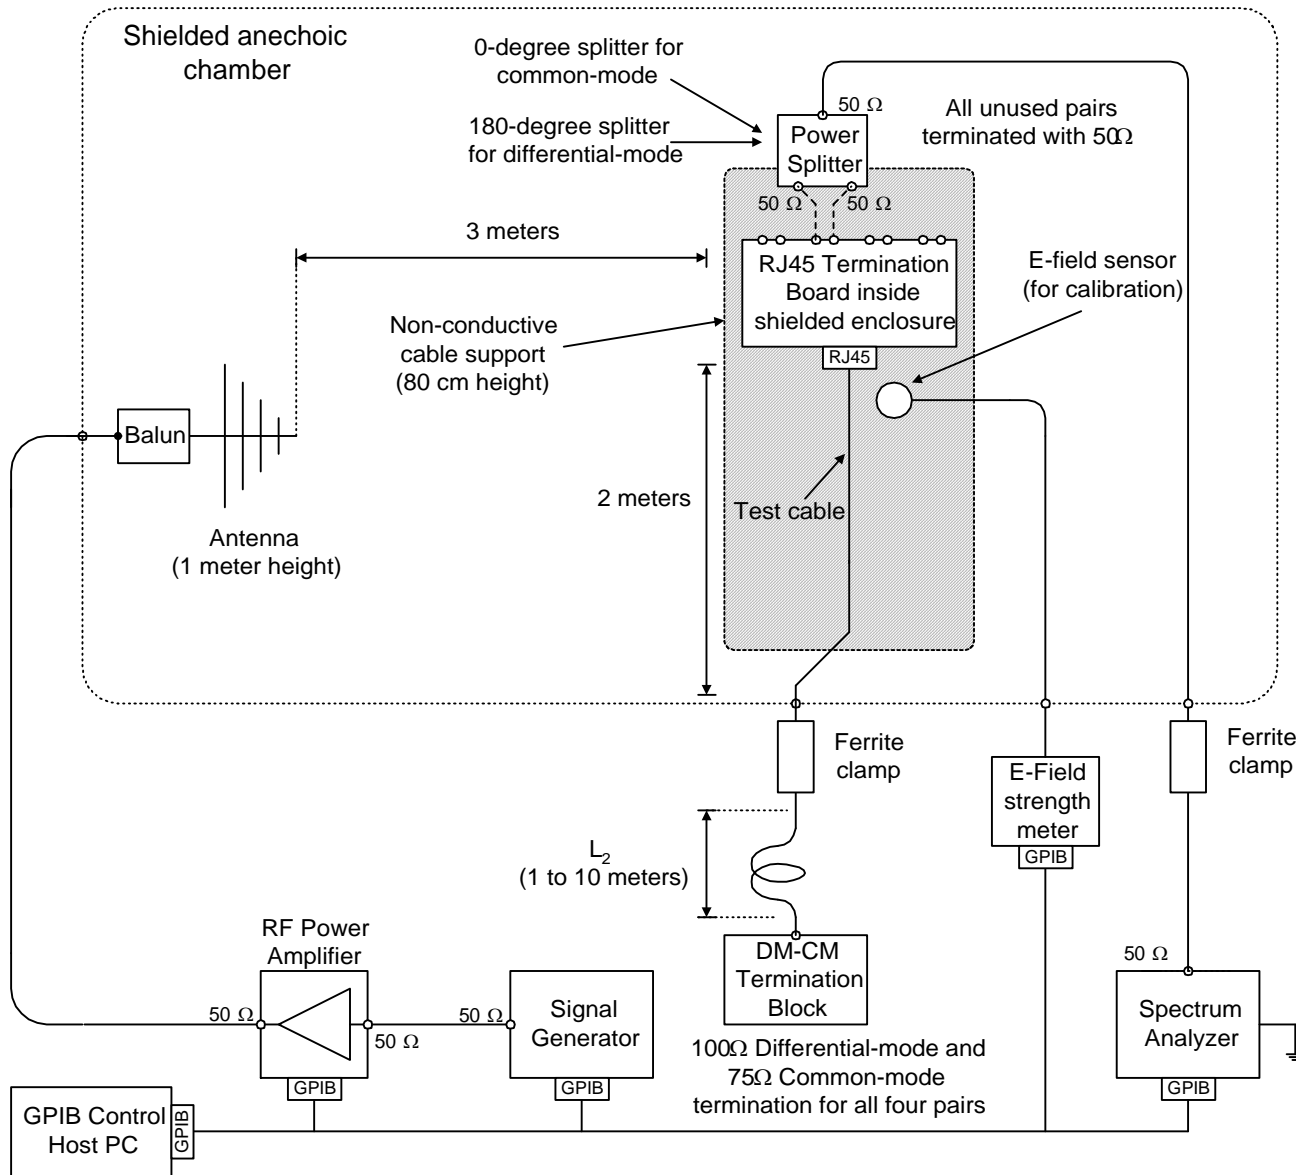 Shielded anechoic
chamber
0-degree splitter for
common-mode
180-degree splitter
for differential-mode
50 Ω
Power
Splitter
All unused pairs
terminated with 50Ω
50 Ω
50 Ω
3 meters
RJ45 Termination
Board inside
shielded enclosure
RJ45
E-field sensor
(for calibration)
Non-conductive
cable support
(80 cm height)
Balun
Antenna
(1 meter height)
2 meters
Test cable
Ferrite
clamp
Ferrite
clamp
E-Field
strength
meter
GPIB
L2
(1 to 10 meters)
RF Power
Amplifier
50 Ω
50 Ω
GPIB
50 Ω
Signal
Generator
GPIB
DM-CM
Termination
Block
100Ω Differential-mode and
75Ω Common-mode
termination for all four pairs
50 Ω
Spectrum
Analyzer
GPIB
GPIB Control
Host PC
GPIB